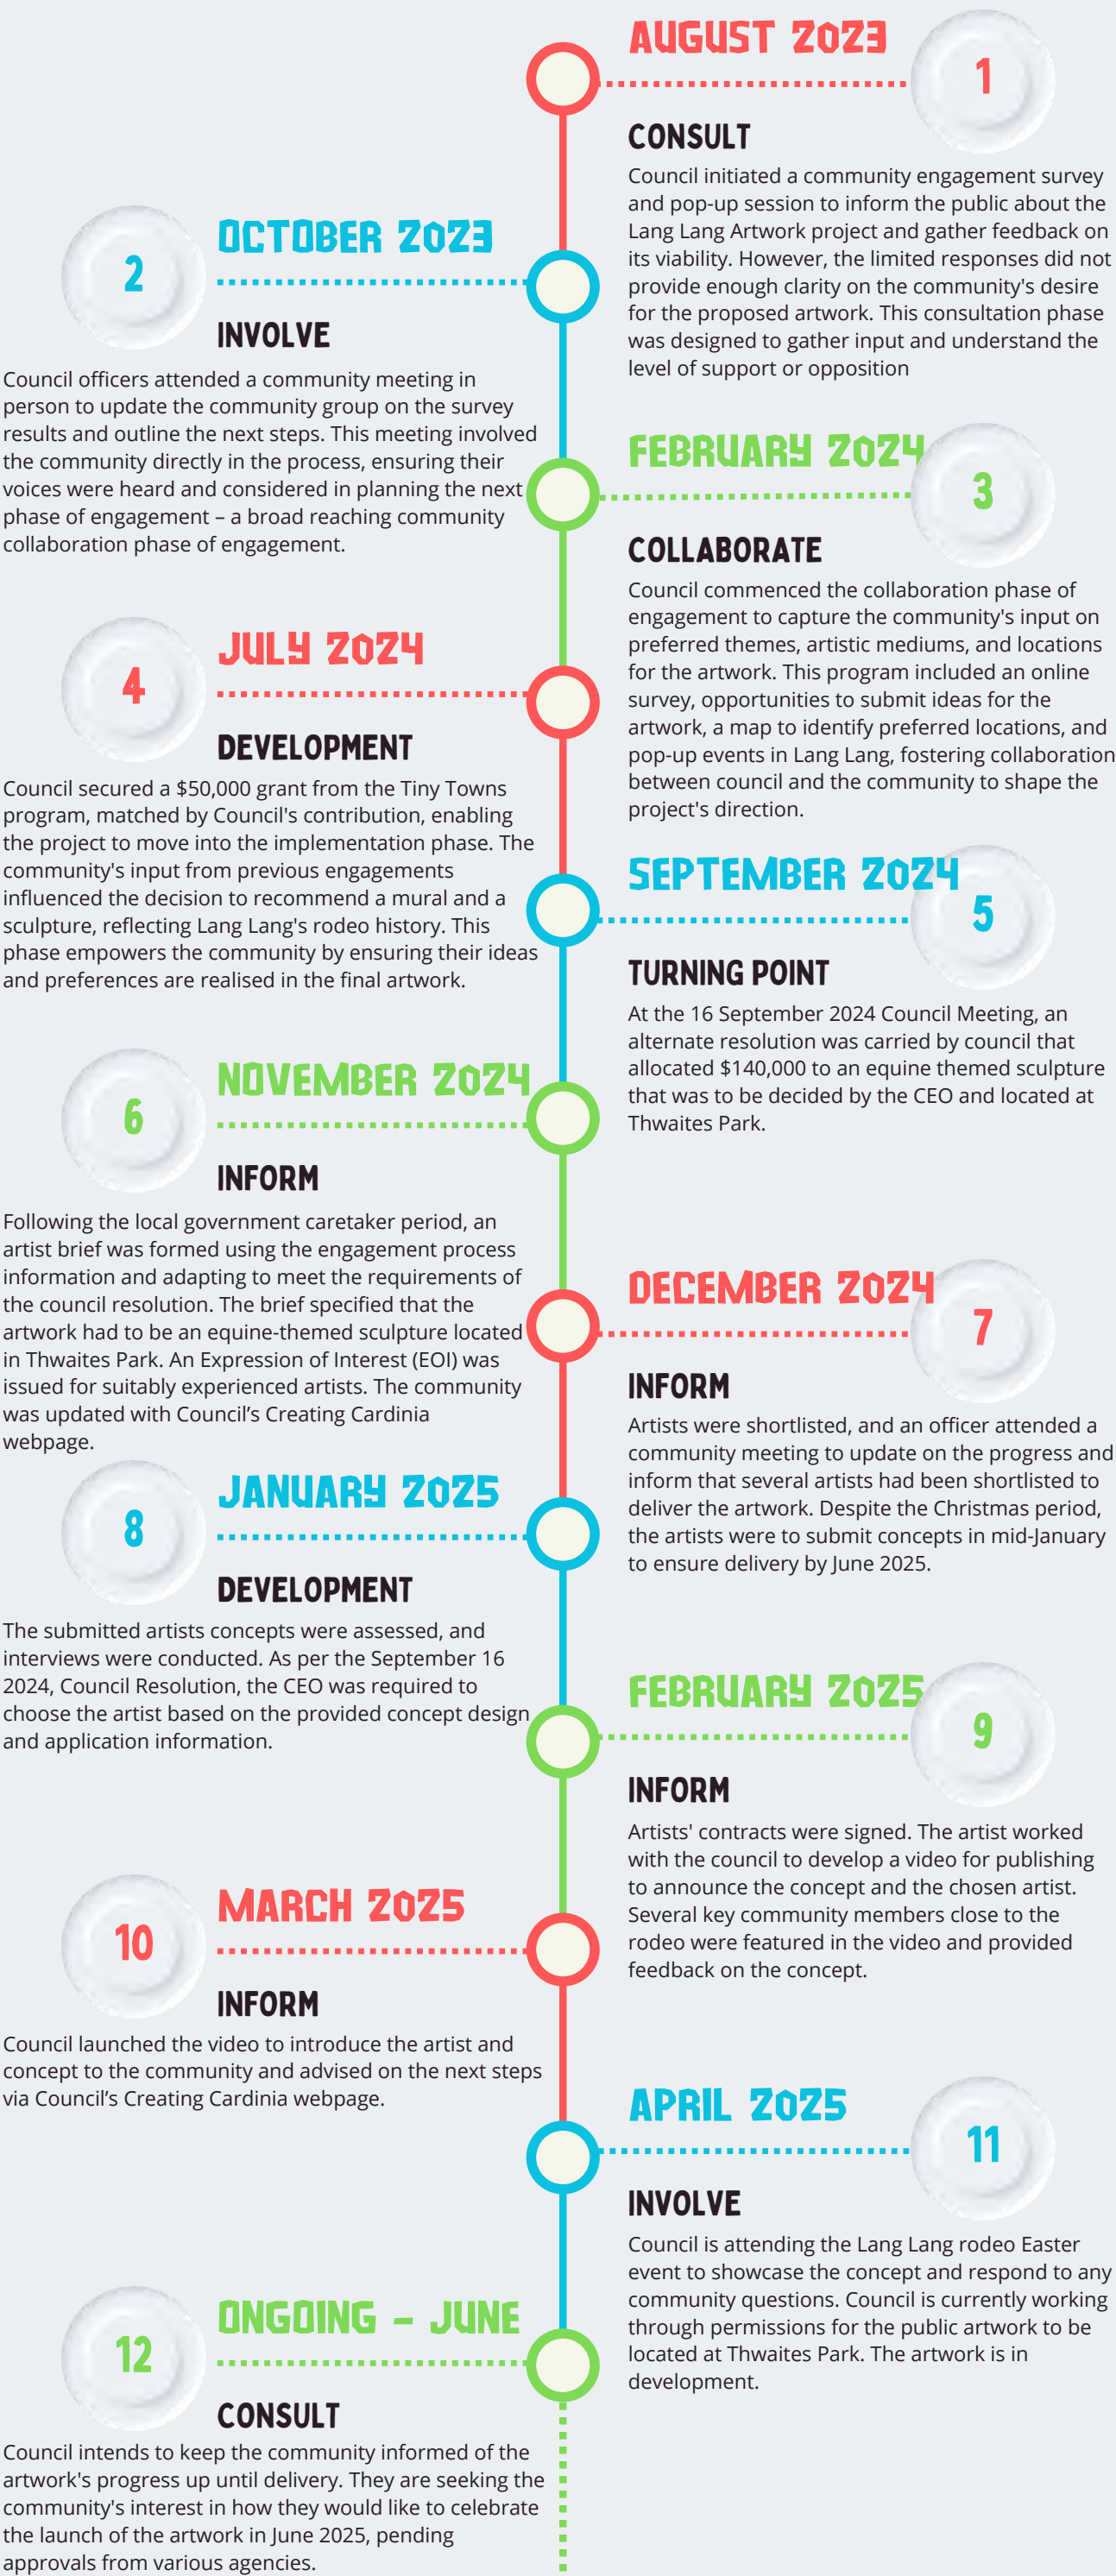 AUGUST 2023
1
CONSULT
Council initiated a community engagement survey
and pop-up session to inform the public about the
Lang Lang Artwork project and gather feedback on
its viability. However, the limited responses did not
provide enough clarity on the community's desire
for the proposed artwork. This consultation phase
was designed to gather input and understand the
level of support or opposition
2
OCTOBER 2023
INVOLVE
Council officers attended a community meeting in
person to update the community group on the survey
results and outline the next steps. This meeting involved
the community directly in the process, ensuring their
voices were heard and considered in planning the next
phase of engagement – a broad reaching community
collaboration phase of engagement.
FEBRUARY 2024
3
COLLABORATE
Council commenced the collaboration phase of
engagement to capture the community's input on
preferred themes, artistic mediums, and locations
for the artwork. This program included an online
survey, opportunities to submit ideas for the
artwork, a map to identify preferred locations, and
pop-up events in Lang Lang, fostering collaboration
between council and the community to shape the
project's direction.
4
JULY 2024
DEVELOPMENT
Council secured a $50,000 grant from the Tiny Towns
program, matched by Council's contribution, enabling
the project to move into the implementation phase. The
community's input from previous engagements
influenced the decision to recommend a mural and a
sculpture, reflecting Lang Lang's rodeo history. This
phase empowers the community by ensuring their ideas
and preferences are realised in the final artwork.
SEPTEMBER 2024
5
TURNING POINT
At the 16 September 2024 Council Meeting, an
alternate resolution was carried by council that
allocated $140,000 to an equine themed sculpture
that was to be decided by the CEO and located at
Thwaites Park.
6
NOVEMBER 2024
INFORM
Following the local government caretaker period, an
artist brief was formed using the engagement process
information and adapting to meet the requirements of
the council resolution. The brief specified that the
artwork had to be an equine-themed sculpture located
in Thwaites Park. An Expression of Interest (EOI) was
issued for suitably experienced artists. The community
was updated with Council’s Creating Cardinia
webpage.
DECEMBER 2024
7
INFORM
Artists were shortlisted, and an officer attended a
community meeting to update on the progress and
inform that several artists had been shortlisted to
deliver the artwork. Despite the Christmas period,
the artists were to submit concepts in mid-January
to ensure delivery by June 2025.
8
JANUARY 2025
DEVELOPMENT
The submitted artists concepts were assessed, and
interviews were conducted. As per the September 16
2024, Council Resolution, the CEO was required to
choose the artist based on the provided concept design
and application information.
FEBRUARY 2025
9
INFORM
Artists' contracts were signed. The artist worked
with the council to develop a video for publishing
to announce the concept and the chosen artist.
Several key community members close to the
rodeo were featured in the video and provided
feedback on the concept.
10
MARCH 2025
INFORM
Council launched the video to introduce the artist and
concept to the community and advised on the next steps
via Council’s Creating Cardinia webpage.
APRIL 2025
11
INVOLVE
Council is attending the Lang Lang rodeo Easter
event to showcase the concept and respond to any
community questions. Council is currently working
through permissions for the public artwork to be
located at Thwaites Park. The artwork is in
development.
12
ONGOING - JUNE
CONSULT
Council intends to keep the community informed of the
artwork's progress up until delivery. They are seeking the
community's interest in how they would like to celebrate
the launch of the artwork in June 2025, pending
approvals from various agencies.